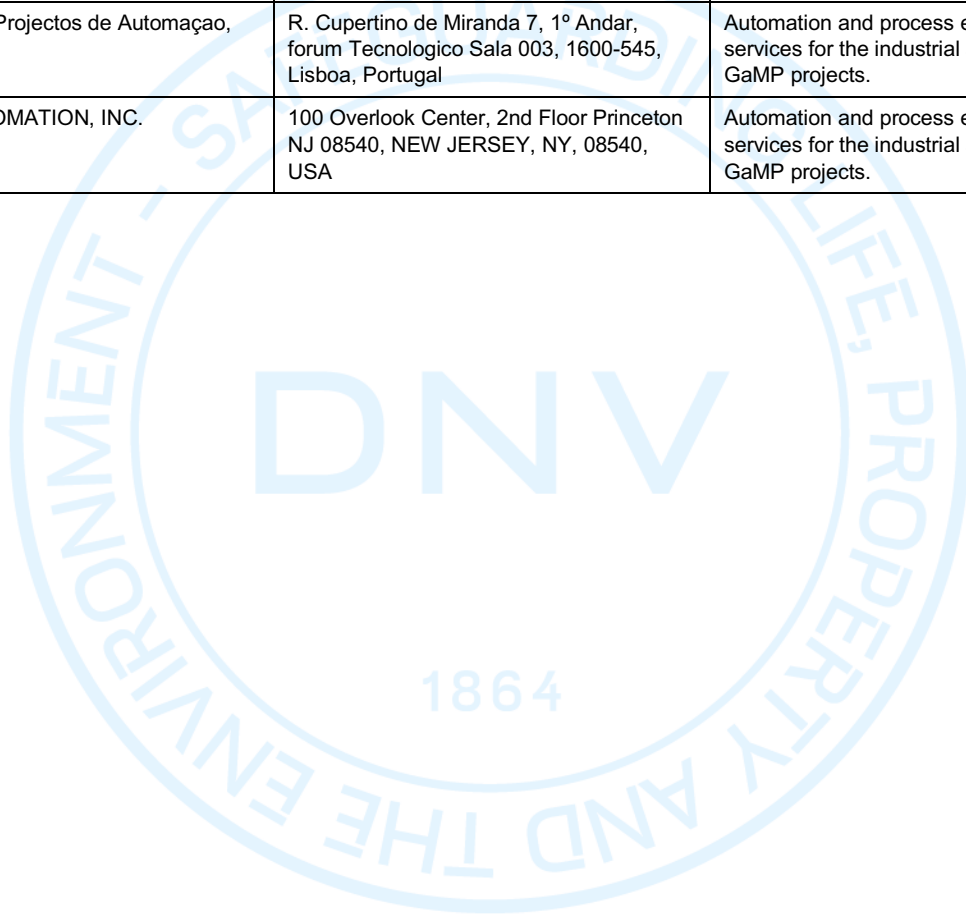 Projectos de Automaçao,
R. Cupertino de Miranda 7, 1º Andar,
forum Tecnologico Sala 003, 1600-545,
Lisboa, Portugal
Automation and process
services for the industrial
GaMP projects.
INC.
100 Overlook Center, 2nd Floor Princeton
NJ 08540, NEW JERSEY, NY, 08540,
USA
Automation and process
services for the industrial
GaMP projects.
SAFEGUARDING LIFE, PROPERTY AND THE ENVIRONMENT –
DNV
1864